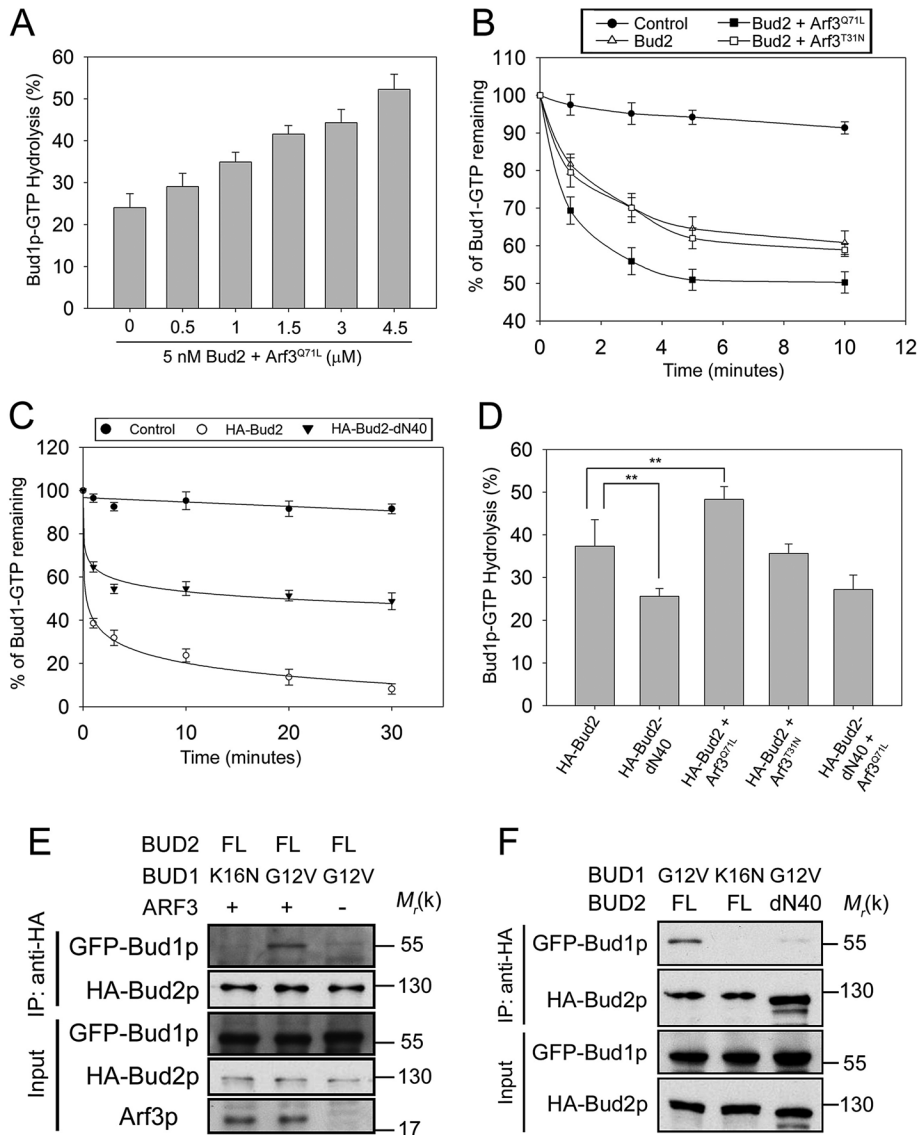 A
Bud1p-GTP Hydrolysis (%)
60
50
40
30
20
10
0
0 0.5 1 1.5 3 4.5
5 nM Bud2 + Arf3Q71L (μM)
B
Control
Bud2
Bud2 + Arf3Q71L
Bud2 + Arf3T31N
% of Bud1-GTP remaining
110
100
90
80
70
60
50
40
0 2 4 6 8 10 12
Time (minutes)
C
Control HA-Bud2 HA-Bud2-dN40
% of Bud1-GTP remaining
120
100
80
60
40
20
0
0 10 20 30
Time (minutes)
D
Bud1p-GTP Hydrolysis (%)
60
50
40
30
20
10
0
**
**
HA-Bud2
HA-Bud2-
dN40
HA-Bud2 +
Arf3Q71L
HA-Bud2 +
Arf3T31N
HA-Bud2-
dN40 +
Arf3Q71L
E
BUD2 FL FL FL
BUD1 K16N G12V G12V
ARF3 + + - Mr(k)
IP: anti-HA
GFP-Bud1p 55
HA-Bud2p 130
Input
GFP-Bud1p 55
HA-Bud2p 130
Arf3p 17
F
BUD1 G12V K16N G12V
BUD2 FL FL dN40 Mr(k)
IP: anti-HA
GFP-Bud1p 55
HA-Bud2p 130
Input
GFP-Bud1p 55
HA-Bud2p 130